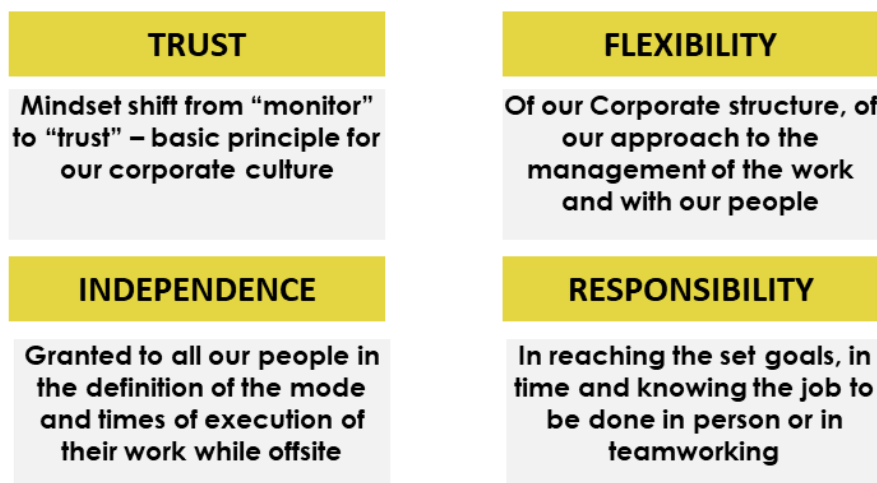 TRUST
Mindset shift from “monitor”
to “trust” – basic principle for
our corporate culture
FLEXIBILITY
Of our Corporate structure, of
our approach to the
management of the work
and with our people
INDEPENDENCE
Granted to all our people in
the definition of the mode
and times of execution of
their work while offsite
RESPONSIBILITY
In reaching the set goals, in
time and knowing the job to
be done in person or in
teamworking